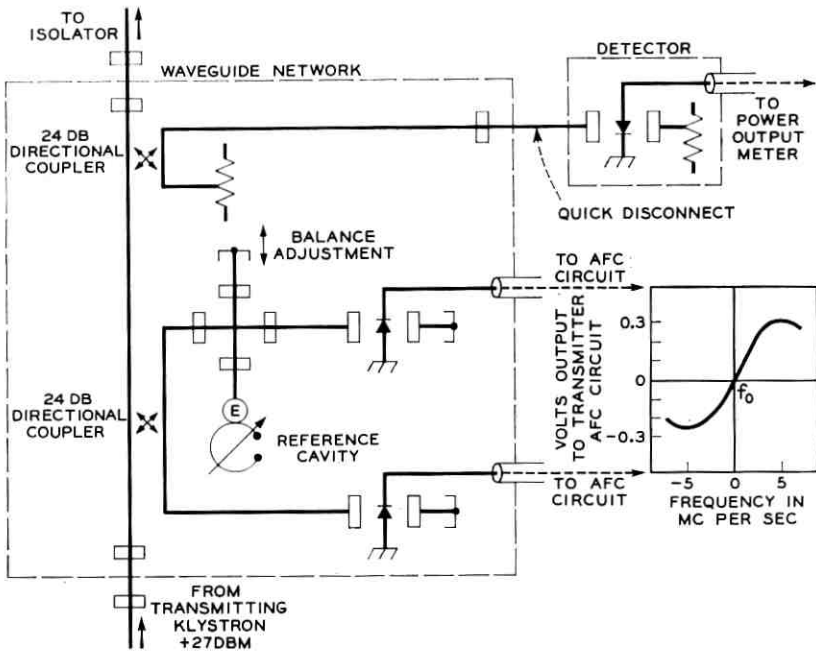 TO
ISOLATOR
WAVEGUIDE NETWORK
DETECTOR
TO
POWER
OUTPUT
METER
24 DB
DIRECTIONAL
COUPLER
QUICK DISCONNECT
BALANCE
ADJUSTMENT
TO AFC
CIRCUIT
24 DB
DIRECTIONAL
COUPLER
E
REFERENCE
CAVITY
TO AFC
CIRCUIT
VOLTS OUTPUT
TO TRANSMITTER
AFC CIRCUIT
0.3
0
-0.3
fo
-5 0 5
FREQUENCY IN
MC PER SEC
FROM
TRANSMITTING
KLYSTRON
+27DBM